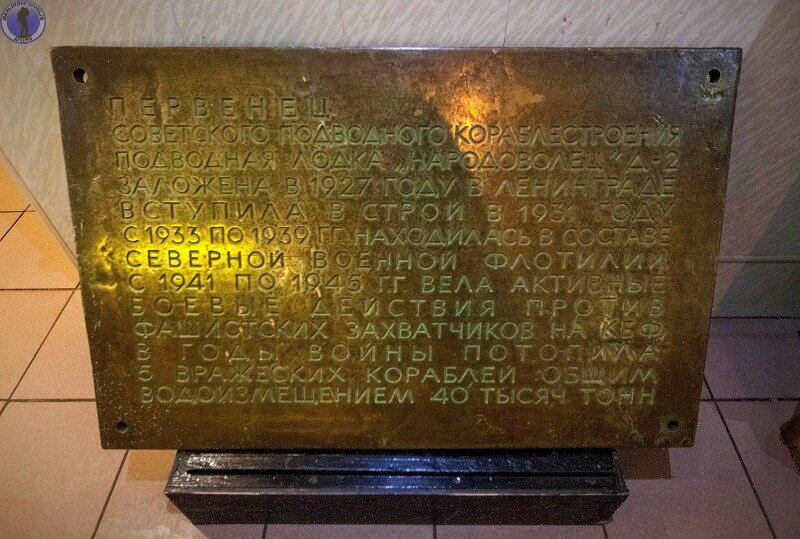 ПЕРВЕНЕЦ
СОВЕТСКОГО ПОДВОДНОГО КОРАБЛЕСТРОЕНИЯ
ПОДВОДНАЯ ЛОДКА „НАРОДОВОЛЕЦ" Д-2
ЗАЛОЖЕНА В 1927 ГОДУ В ЛЕНИНГРАДЕ
ВСТУПИЛА В СТРОЙ В 1931 ГОДУ
С 1933 ПО 1939 ГГ. НАХОДИЛАСЬ В СОСТАВЕ
СЕВЕРНОЙ ВОЕННОЙ ФЛОТИЛИИ
С 1941 ПО 1945 ГГ ВЕЛА АКТИВНЫЕ
БОЕВЫЕ ДЕЙСТВИЯ ПРОТИВ
ФАШИСТСКИХ ЗАХВАТЧИКОВ НА КБФ
В ГОДЫ ВОЙНЫ ПОТОПИЛА
5 ВРАЖЕСКИХ КОРАБЛЕЙ ОБЩИМ
ВОДОИЗМЕЩЕНИЕМ 40 ТЫСЯЧ ТОНН